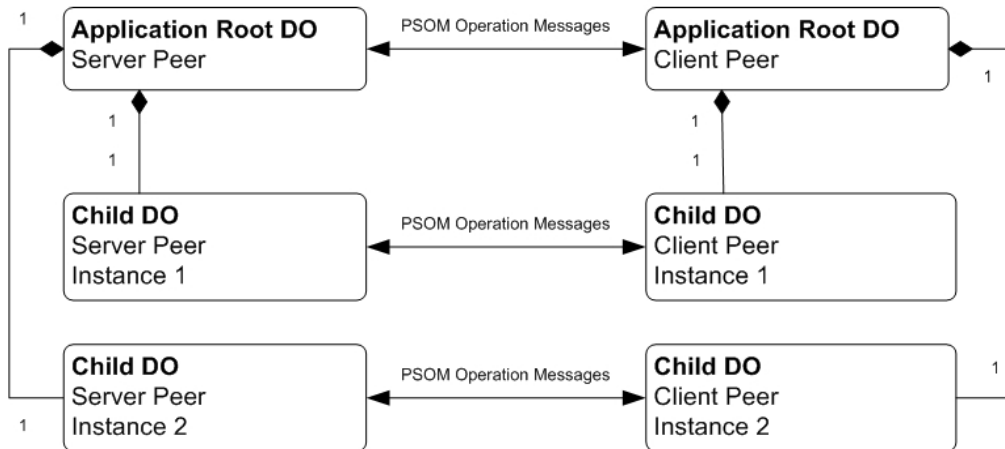 1
Application Root DO
Server Peer
PSOM Operation Messages
Application Root DO
Client Peer
1
1
1
1
1
Child DO
Server Peer
Instance 1
PSOM Operation Messages
Child DO
Client Peer
Instance 1
Child DO
Server Peer
Instance 2
PSOM Operation Messages
Child DO
Client Peer
Instance 2
1
1